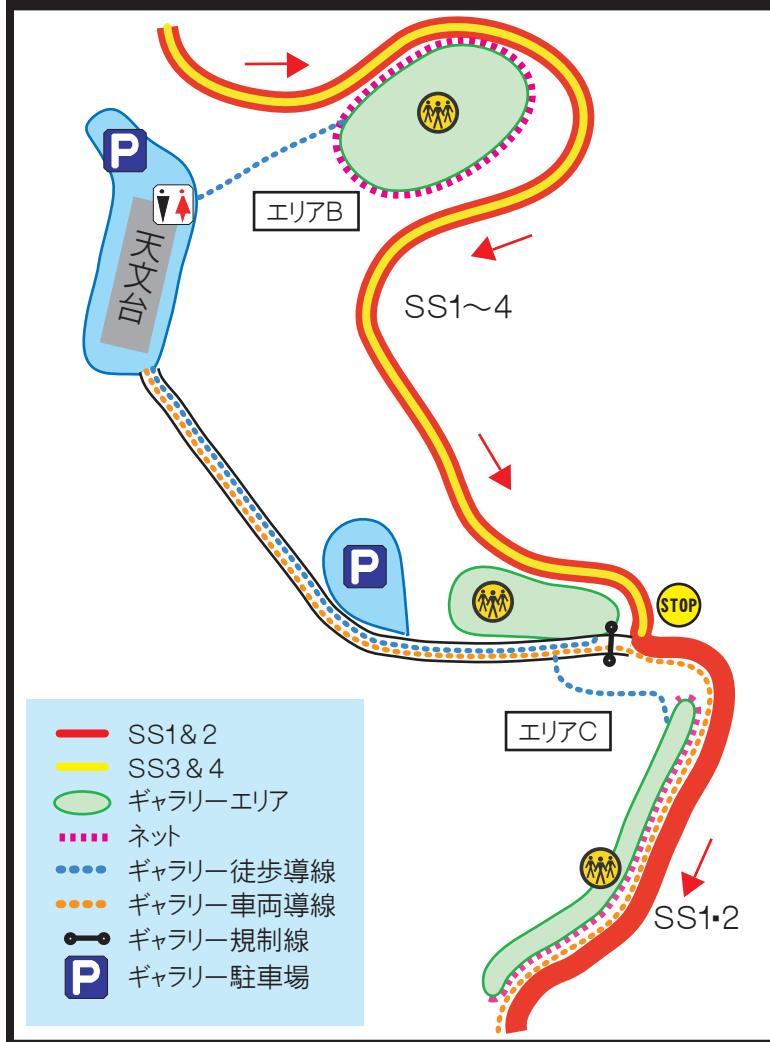 P
エリアB
天文台
SS1～4
P
STOP
エリアC
SS1&2
SS3&4
ギャラリーエリア
ネット
ギャラリー徒歩導線
ギャラリー車両導線
ギャラリー規制線
P ギャラリー駐車場
SS1･2